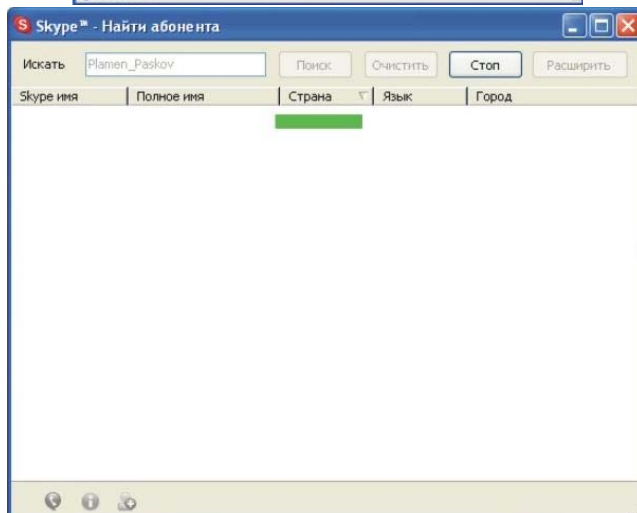 S Skype™ - Найти абонента
Искать Plamen_Paskov Поиск Очистить Стоп Расширить
Skype имя Полное имя Страна Язык Город